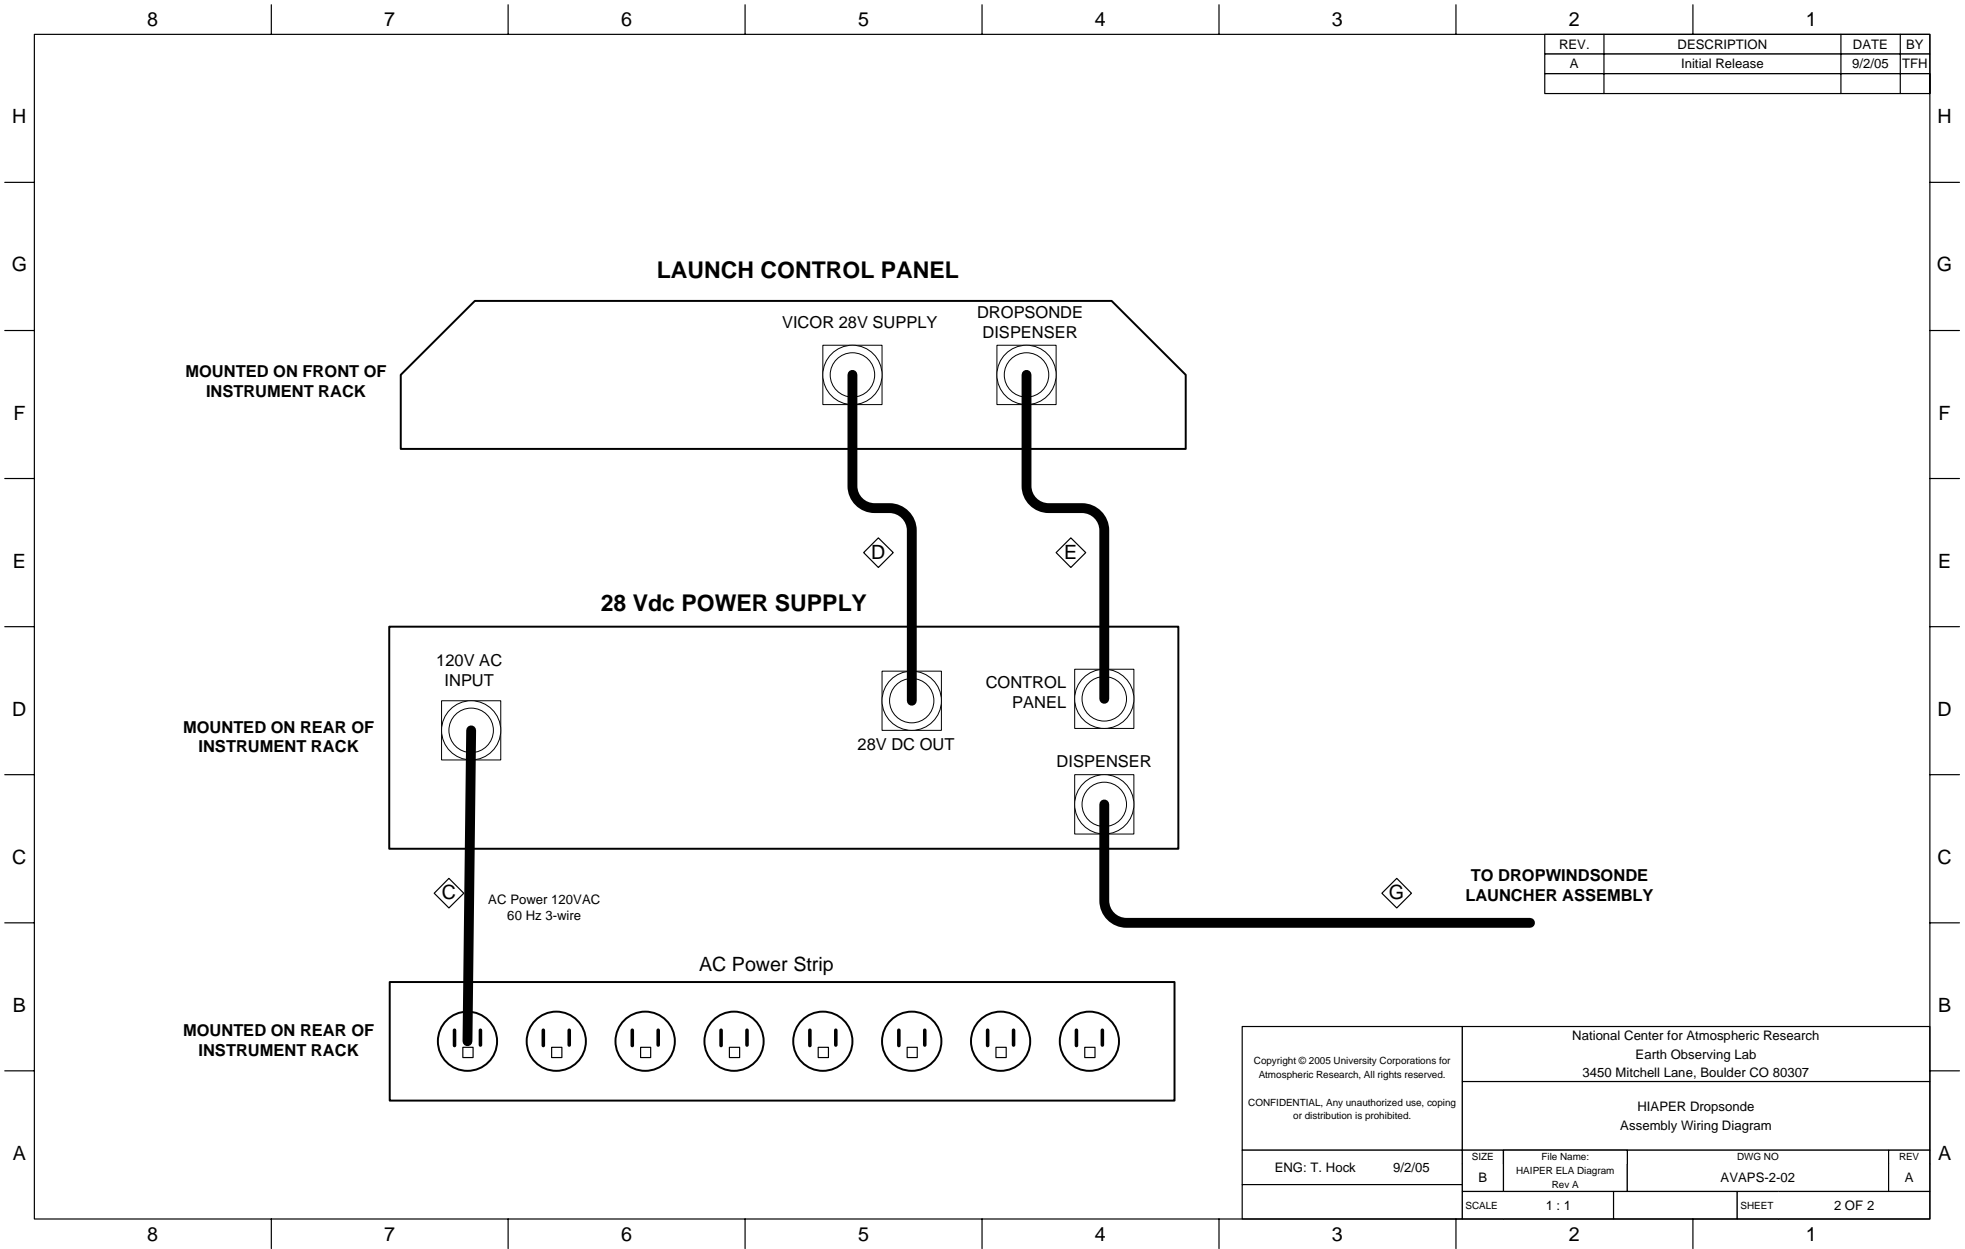 8 7 6 5 4 3 2 1
REV. DESCRIPTION DATE BY
A Initial Release 9/2/05 TFH
H H
G G
LAUNCH CONTROL PANEL
VICOR 28V SUPPLY
DROPSONDE
DISPENSER
MOUNTED ON FRONT OF
INSTRUMENT RACK
F F
D E
E E
28 Vdc POWER SUPPLY
120V AC
INPUT
CONTROL
PANEL
D D
MOUNTED ON REAR OF
INSTRUMENT RACK
28V DC OUT
DISPENSER
C C
TO DROPWINDSONDE
LAUNCHER ASSEMBLY
C
AC Power 120VAC
60 Hz 3-wire
G
AC Power Strip
B B
MOUNTED ON REAR OF
INSTRUMENT RACK
Copyright © 2005 University Corporations for
Atmospheric Research, All rights reserved.
CONFIDENTIAL, Any unauthorized use, coping
or distribution is prohibited.
National Center for Atmospheric Research
Earth Observing Lab
3450 Mitchell Lane, Boulder CO 80307
HIAPER Dropsonde
Assembly Wiring Diagram
A A
ENG: T. Hock 9/2/05
SIZE
B
File Name:
HAIPER ELA Diagram
Rev A
DWG NO
AVAPS-2-02
REV
A
SCALE 1 : 1
SHEET 2 OF 2
8 7 6 5 4 3 2 1